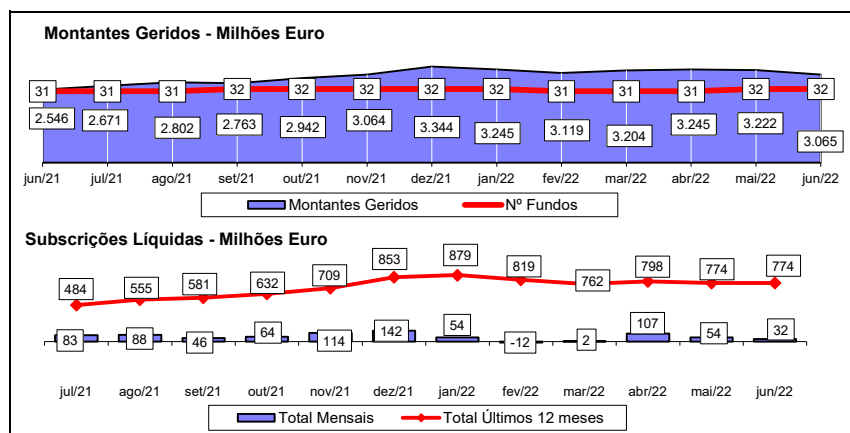 Montantes Geridos - Milhões Euro
31 31 31 32 32 32 32 32 31 31 31 32 32
2.546 2.671 2.802 2.763 2.942 3.064 3.344 3.245 3.119 3.204 3.245 3.222 3.065
jun/21 jul/21 ago/21 set/21 out/21 nov/21 dez/21 jan/22 fev/22 mar/22 abr/22 mai/22 jun/22
Montantes Geridos Nº Fundos
Subscrições Líquidas - Milhões Euro
484 555 581 632 709 853 879 819 762 798 774 774
83 88 46 64 114 142 54 -12 2 107 54 32
jul/21 ago/21 set/21 out/21 nov/21 dez/21 jan/22 fev/22 mar/22 abr/22 mai/22 jun/22
Total Mensais Total Últimos 12 meses